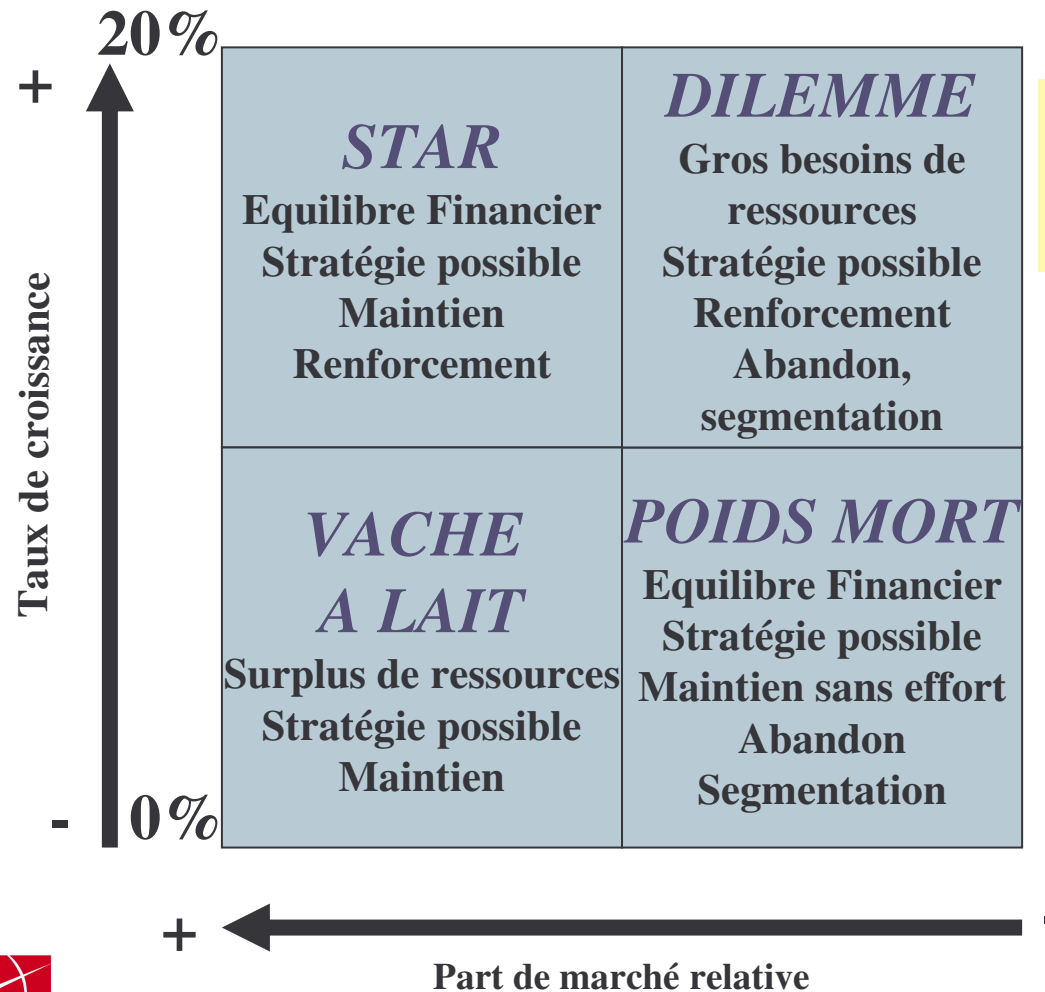 20%
+
Taux de croissance
STAR
Equilibre Financier
Stratégie possible
Maintien
Renforcement
DILEMME
Gros besoins de
ressources
Stratégie possible
Renforcement
Abandon,
segmentation
VACHE
A LAIT
Surplus de ressources
Stratégie possible
Maintien
POIDS MORT
Equilibre Financier
Stratégie possible
Maintien sans effort
Abandon
Segmentation
- 0%
+
Part de marché relative